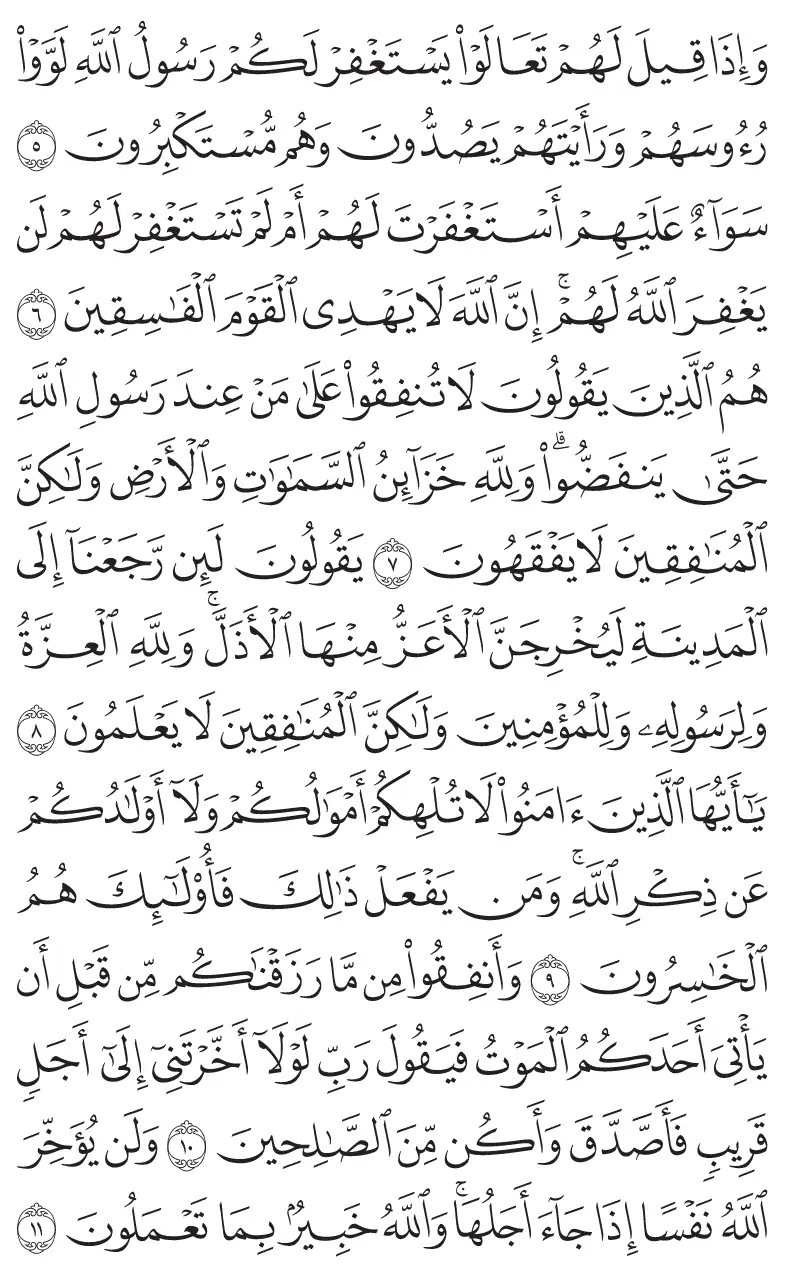 وَإِذَا قِيلَ لَهُمۡ تَعَالَوۡاْ يَسۡتَغۡفِرۡ لَكُمۡ رَسُولُ ٱللَّهِ لَوَّوۡاْ
رُءُوسَهُمۡ وَرَأَيۡتَهُمۡ يَصُدُّونَ وَهُم مُّسۡتَكۡبِرُونَ ٥
سَوَآءٌ عَلَيۡهِمۡ أَسۡتَغۡفَرۡتَ لَهُمۡ أَمۡ لَمۡ تَسۡتَغۡفِرۡ لَهُمۡ لَن
يَغۡفِرَ ٱللَّهُ لَهُمۡۚ إِنَّ ٱللَّهَ لَا يَهۡدِي ٱلۡقَوۡمَ ٱلۡفَٰسِقِينَ ٦
هُمُ ٱلَّذِينَ يَقُولُونَ لَا تُنفِقُواْ عَلَىٰ مَنۡ عِندَ رَسُولِ ٱللَّهِ
حَتَّىٰ يَنفَضُّواْۗ وَلِلَّهِ خَزَآئِنُ ٱلسَّمَٰوَٰتِ وَٱلۡأَرۡضِ وَلَٰكِنَّ
ٱلۡمُنَٰفِقِينَ لَا يَفۡقَهُونَ ٧ يَقُولُونَ لَئِن رَّجَعۡنَآ إِلَى
ٱلۡمَدِينَةِ لَيُخۡرِجَنَّ ٱلۡأَعَزُّ مِنۡهَا ٱلۡأَذَلَّۚ وَلِلَّهِ ٱلۡعِزَّةُ
وَلِرَسُولِهِۦ وَلِلۡمُؤۡمِنِينَ وَلَٰكِنَّ ٱلۡمُنَٰفِقِينَ لَا يَعۡلَمُونَ ٨
يَٰٓأَيُّهَا ٱلَّذِينَ ءَامَنُواْ لَا تُلۡهِكُمۡ أَمۡوَٰلُكُمۡ وَلَآ أَوۡلَٰدُكُمۡ
عَن ذِكۡرِ ٱللَّهِۚ وَمَن يَفۡعَلۡ ذَٰلِكَ فَأُوْلَٰٓئِكَ هُمُ
ٱلۡخَٰسِرُونَ ٩ وَأَنفِقُواْ مِن مَّا رَزَقۡنَٰكُم مِّن قَبۡلِ أَن
يَأۡتِيَ أَحَدَكُمُ ٱلۡمَوۡتُ فَيَقُولَ رَبِّ لَوۡلَآ أَخَّرۡتَنِيٓ إِلَىٰٓ أَجَلٖ
قَرِيبٖ فَأَصَّدَّقَ وَأَكُن مِّنَ ٱلصَّٰلِحِينَ ١٠ وَلَن يُؤَخِّرَ
ٱللَّهُ نَفۡسًا إِذَا جَآءَ أَجَلُهَاۚ وَٱللَّهُ خَبِيرُۢ بِمَا تَعۡمَلُونَ ١١